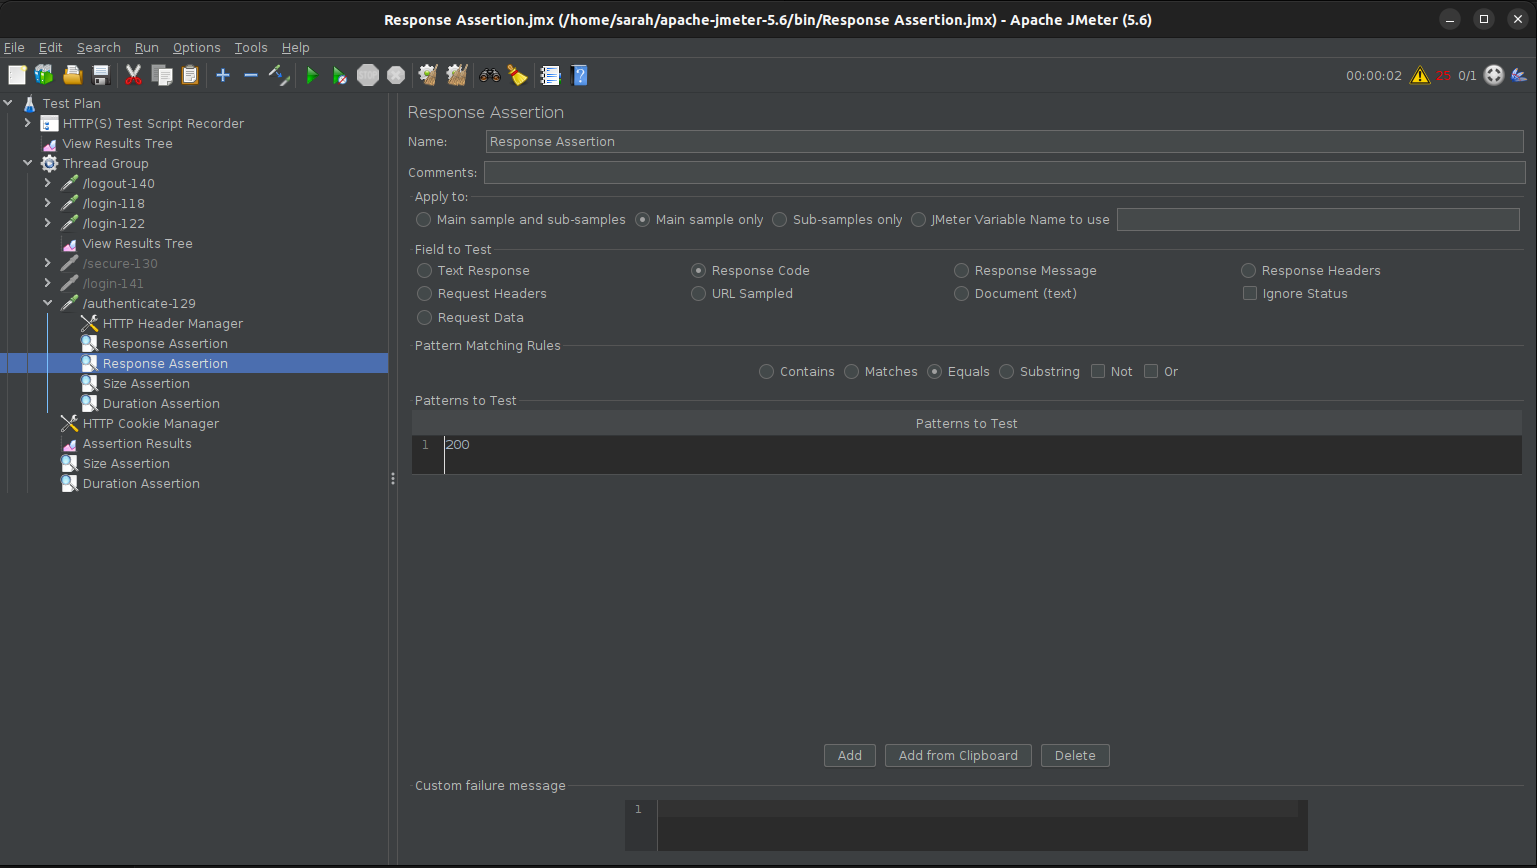 Response Assertion.jmx (/home/sarah/apache-jmeter-5.6/bin/Response Assertion.jmx) - Apache JMeter (5.6)
File Edit Search Run Options Tools Help
STOP 00:00:02 25 0/1
Test Plan
HTTP(S) Test Script Recorder
View Results Tree
Thread Group
/logout-140
/login-118
/login-122
View Results Tree
/secure-130
/login-141
/authenticate-129
HTTP Header Manager
Response Assertion
Response Assertion
Size Assertion
Duration Assertion
HTTP Cookie Manager
Assertion Results
Size Assertion
Duration Assertion
Response Assertion
Name: Response Assertion
Comments:
Apply to:
Main sample and sub-samples Main sample only Sub-samples only JMeter Variable Name to use
Field to Test
Text Response Response Code Response Message Response Headers
Request Headers URL Sampled Document (text) Ignore Status
Request Data
Pattern Matching Rules
Contains Matches Equals Substring Not Or
Patterns to Test
Patterns to Test
1 200
Add Add from Clipboard Delete
Custom failure message
1